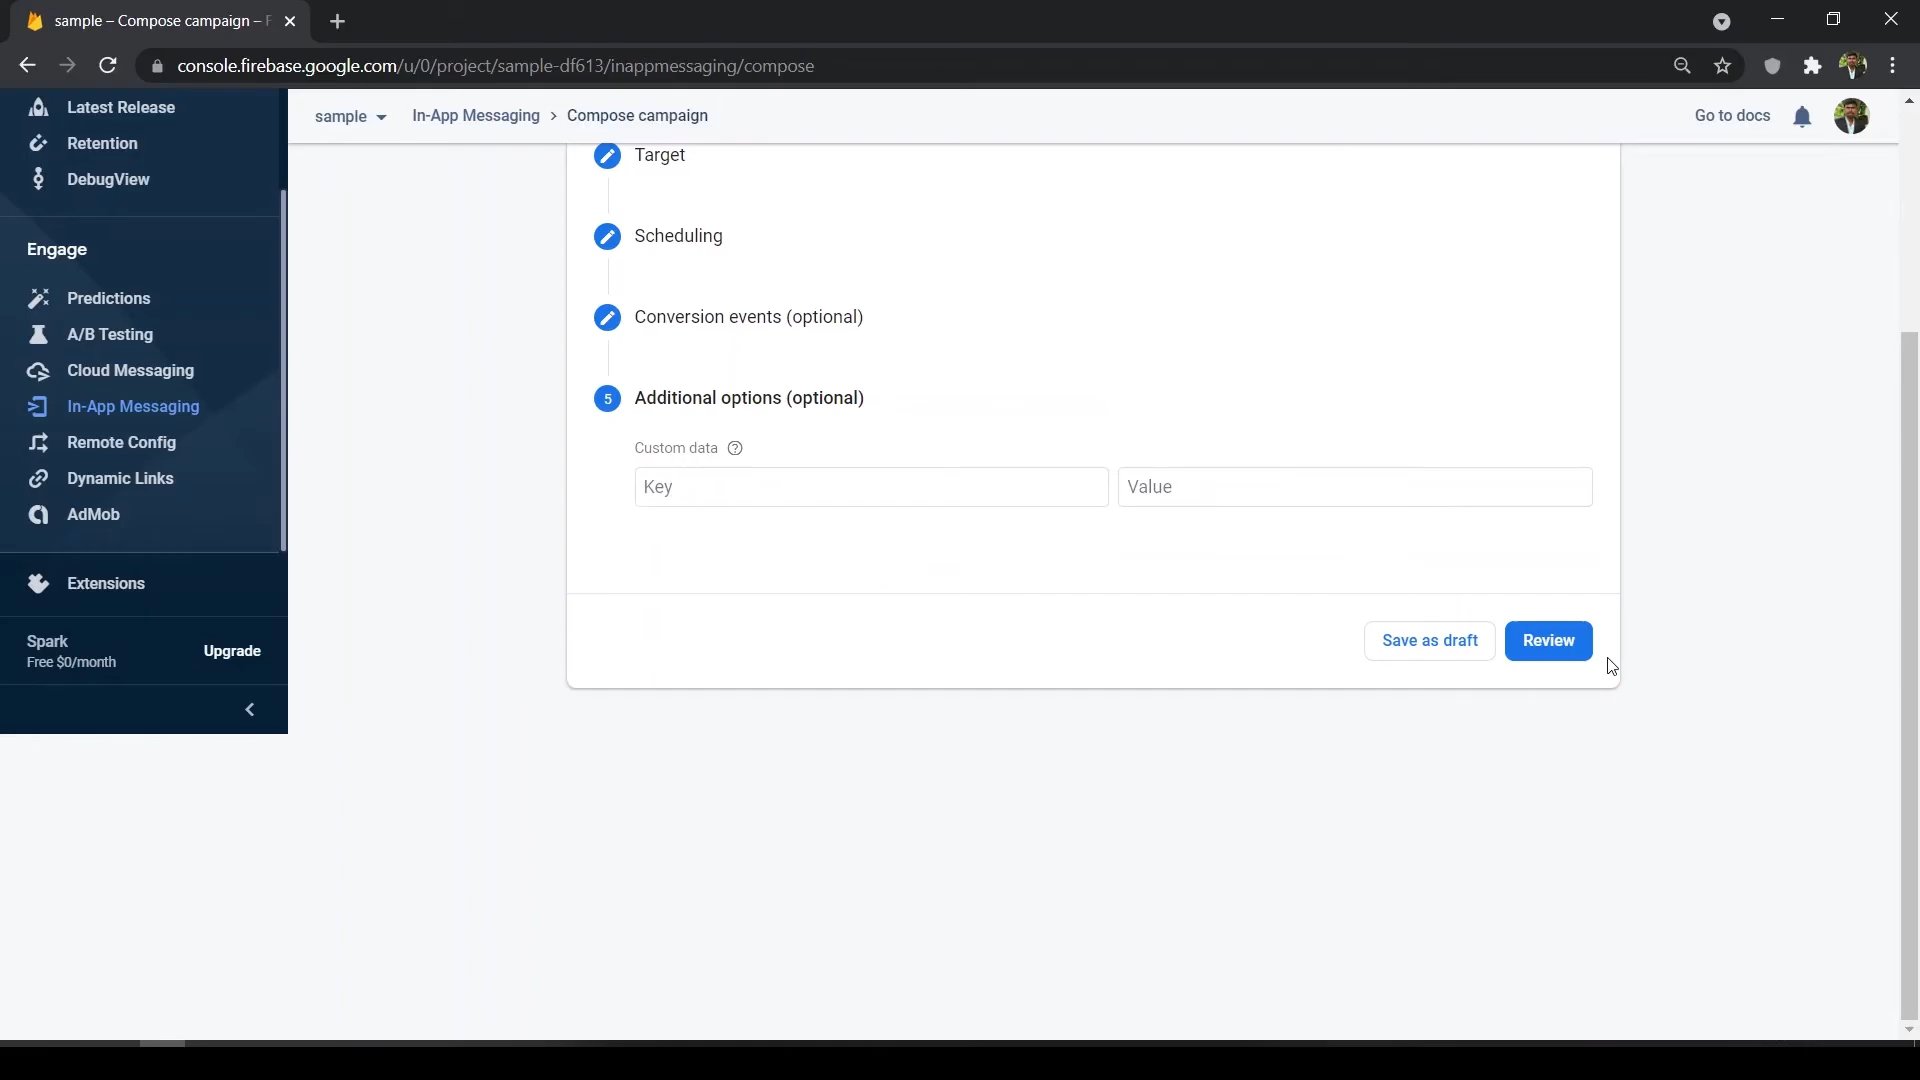 sample – Compose campaign – F
console.firebase.google.com/u/0/project/sample-df613/inappmessaging/compose
Latest Release
Retention
DebugView
Engage
Predictions
A/B Testing
Cloud Messaging
In-App Messaging
Remote Config
Dynamic Links
AdMob
Extensions
Spark
Free $0/month
Upgrade
sample
In-App Messaging > Compose campaign
Go to docs
Target
Scheduling
Conversion events (optional)
5 Additional options (optional)
Custom data
Key
Value
Save as draft
Review